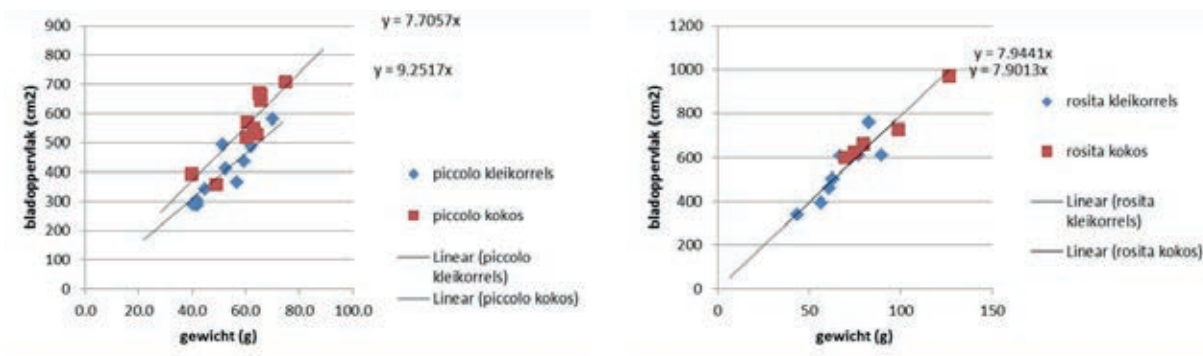 900
800
700
600
500
400
300
200
100
0
0.0 20.0 40.0 60.0 80.0 100.0
bladoppervlak (cm2)
gewicht (g)
y = 7.7057x
y = 9.2517x
piccolo kleikorrels
piccolo kokos
Linear (piccolo
kleikorrels)
Linear (piccolo kokos)
1200
1000
800
600
400
200
0
0 50 100 150
bladoppervlak (cm2)
gewicht (g)
y = 7.9441x
y = 7.9013x
rosita kleikorrels
rosita kokos
Linear (rosita
kleikorrels)
Linear (rosita kokos)